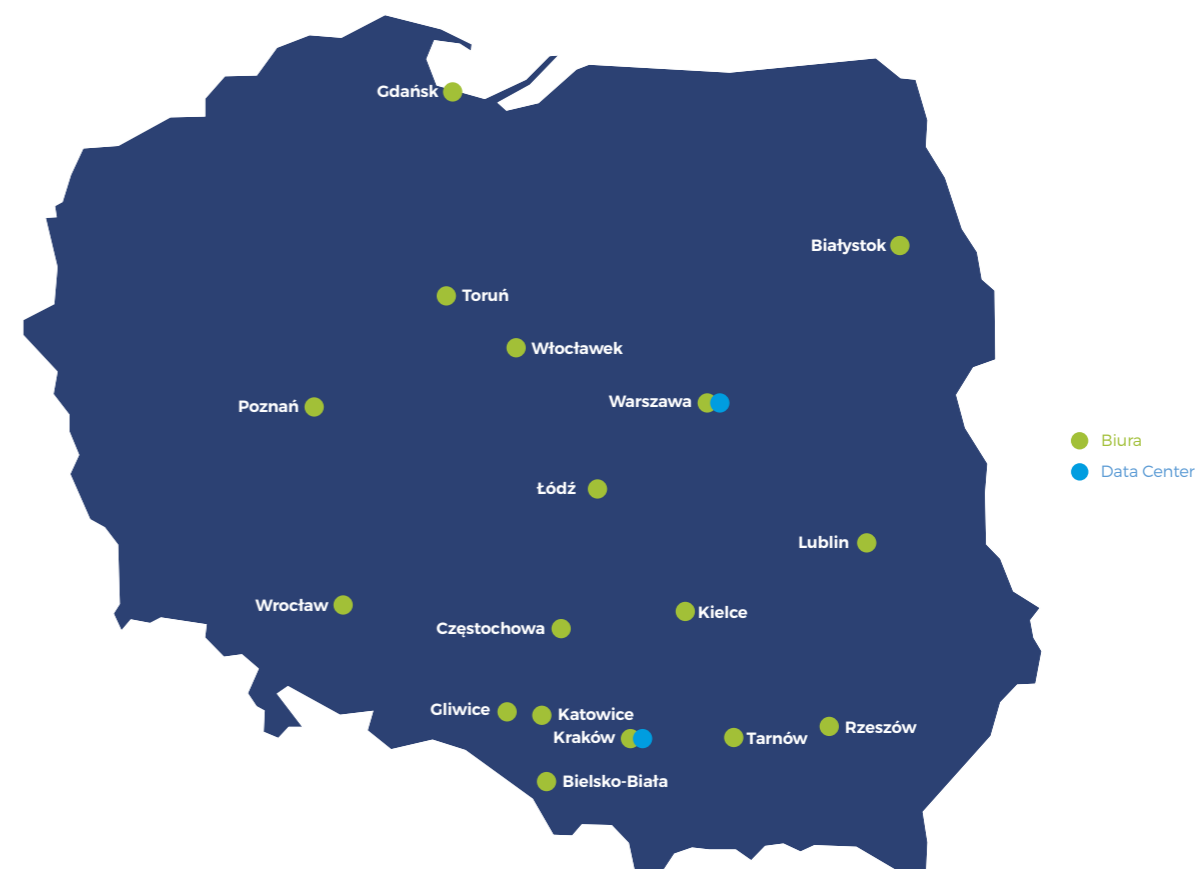 Gdańsk
Białystok
Toruń
Włocławek
Warszawa
Poznań
Biura
Data Center
Łódź
Lublin
Wrocław
Kielce
Częstochowa
Gliwice
Katowice
Kraków
Tarnów
Rzeszów
Bielsko-Biała